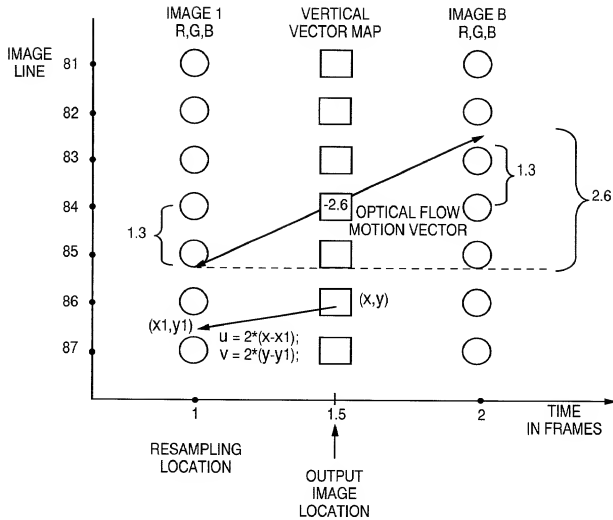 IMAGE 1
R,G,B
VERTICAL
VECTOR MAP
IMAGE B
R,G,B
IMAGE
LINE
81
82
83
84
85
86
87
-2.6
OPTICAL FLOW
MOTION VECTOR
1.3
1.3
2.6
(x,y)
(x1,y1)
u = 2*(x-x1);
v = 2*(y-y1);
1
1.5
2
TIME
IN FRAMES
RESAMPLING
LOCATION
OUTPUT
IMAGE
LOCATION